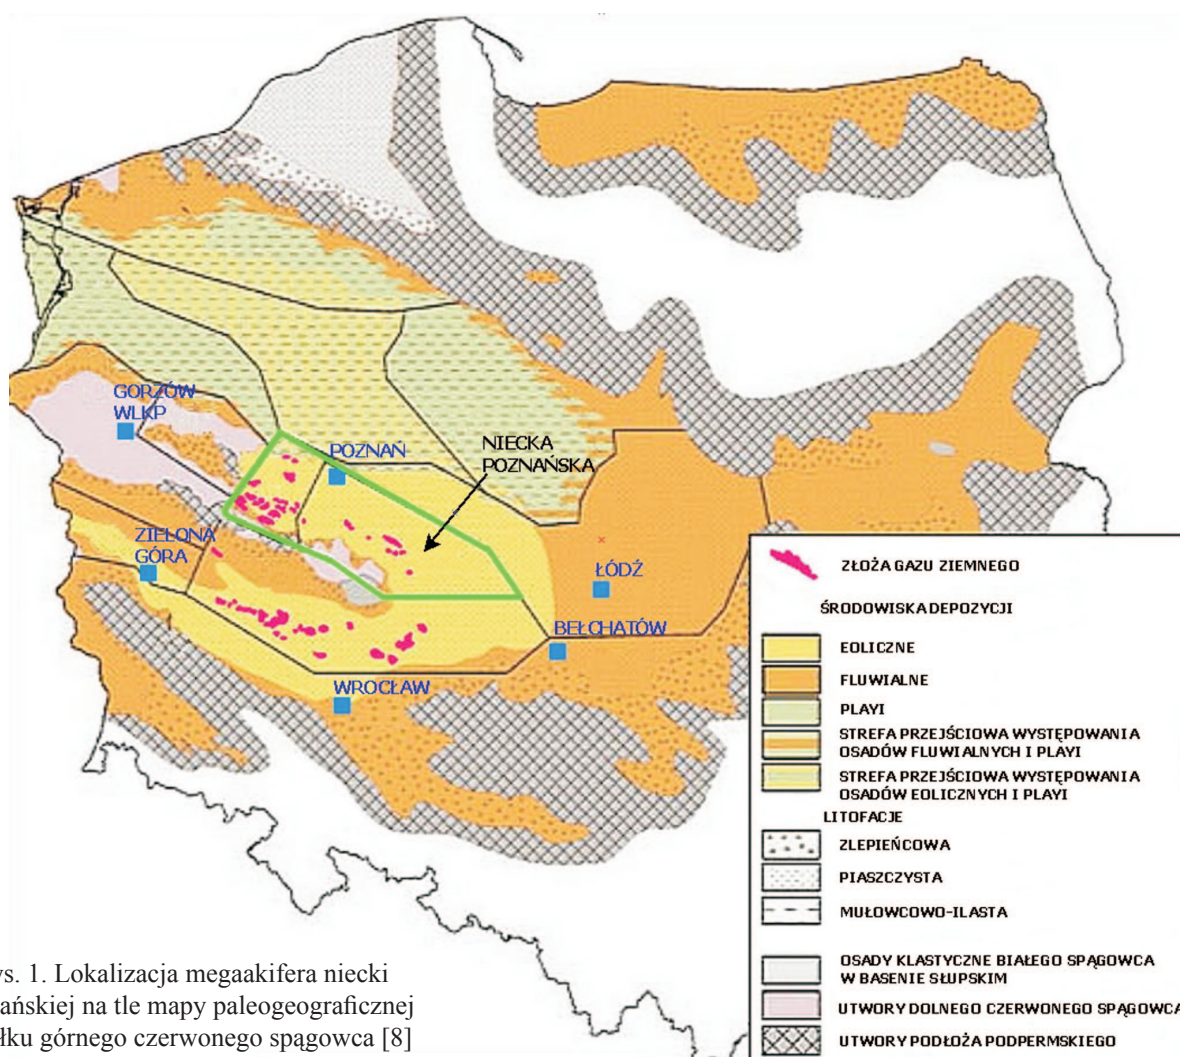 GORZÓW
WLKP
POZNAŃ
NIECKA
POZNAŃSKA
ZIELONA
GÓRA
ŁÓDŹ
BEŁCHATÓW
WROCŁAW
ZŁOŻA GAZU ZIEMNEGO
ŚRODOWISKA DEPOZYCJI
EOLICZNE
FLUWIALNE
PLAYI
STREFA PRZEJŚCIOWA WYSTĘPOWANIA
OSADÓW FLUWIALNYCH I PLAYI
STREFA PRZEJŚCIOWA WYSTĘPOWANIA
OSADÓW EOLICZNYCH I PLAYI
LITOFACJE
ZLEPIEŃCOWA
PIASZCZYSTA
MUŁOWCOWO-ILASTA
OSADY KLASTYCZNE BIAŁEGO SPĄGOWCA
W BASENIE SŁUPSKIM
UTWORY DOLNEGO CZERWONEGO SPĄGOWCA
UTWORY PODŁOŻA PODPERMSKIEGO
ys. 1. Lokalizacja megaakifera niecki
ańskiej na tle mapy paleogeograficznej
łku górnego czerwonego spągowca [8]